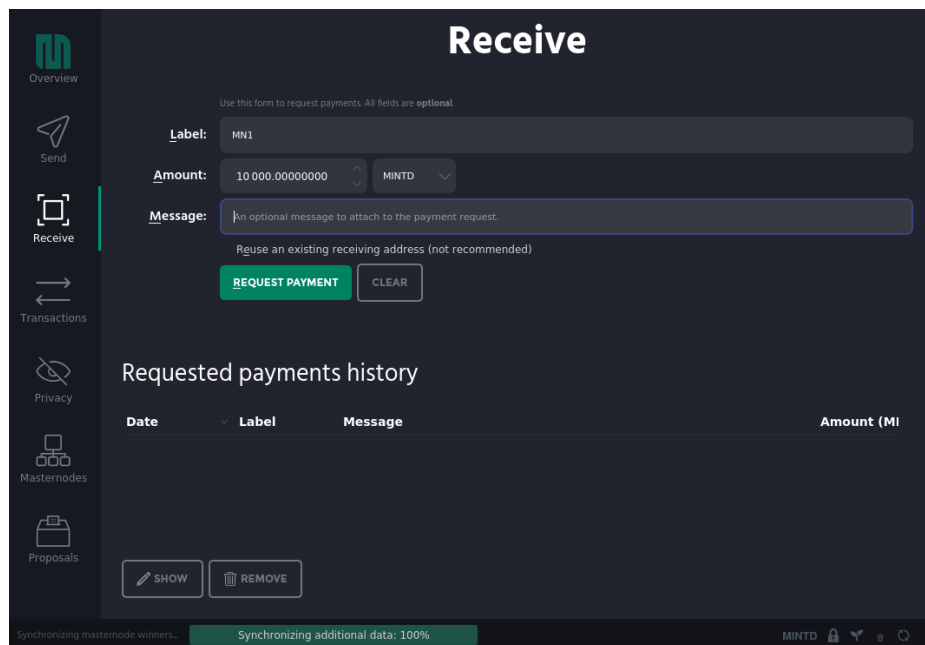 Receive
Overview
Use this form to request payments. All fields are optional.
Label: MN1
Send
Amount: 10 000.00000000 MINTD
Message: An optional message to attach to the payment request.
Receive
Reuse an existing receiving address (not recommended)
REQUEST PAYMENT CLEAR
Transactions
Requested payments history
Privacy
Date Label Message Amount (MI
Masternodes
Proposals
SHOW REMOVE
Synchronizing masternode winners... Synchronizing additional data: 100% MINTD